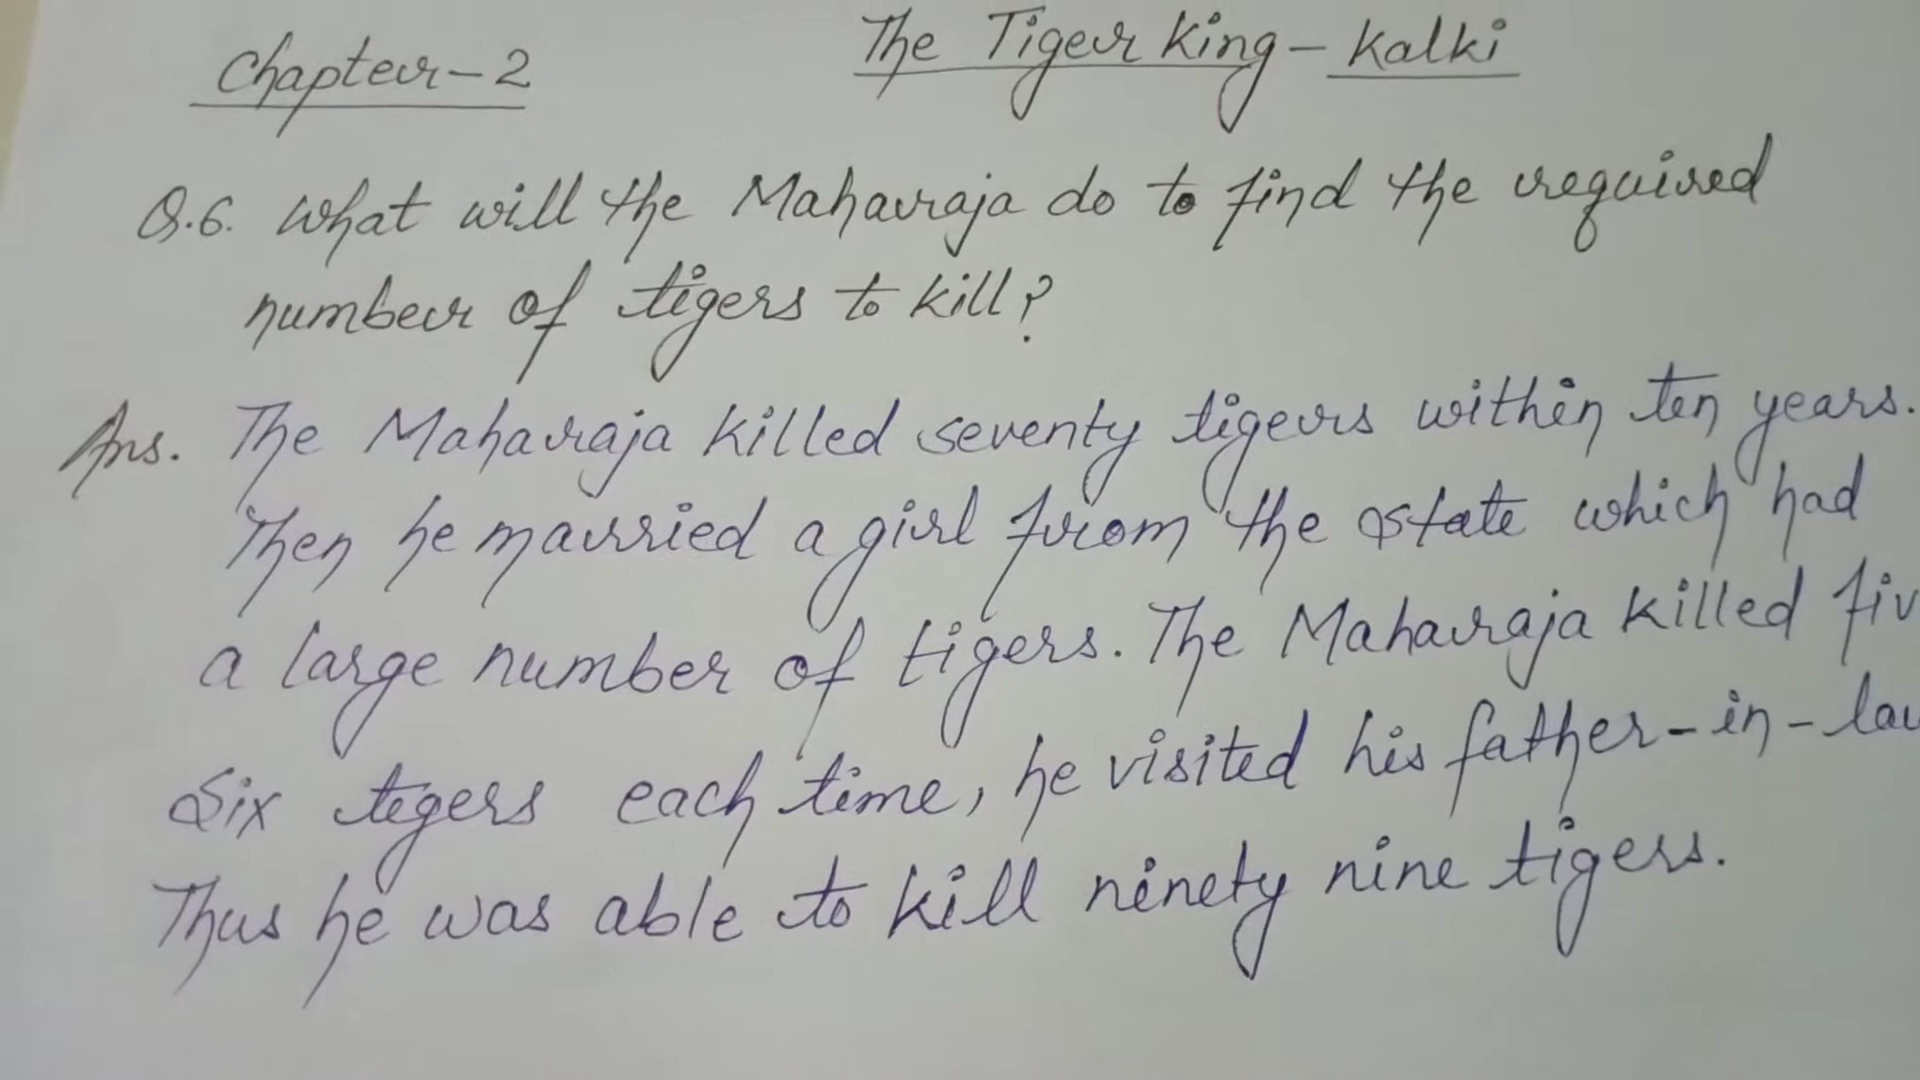 Chapter-2
The Tiger King - Kalki
Q.6. What will the Maharaja do to find the required
number of tigers to kill?
Ans. The Maharaja killed seventy tigers within ten years.
Then he married a girl from the state which had
a large number of tigers. The Maharaja killed fiv
Six tigers each time, he visited his father-in-law
Thus he was able to kill ninety nine tigers.